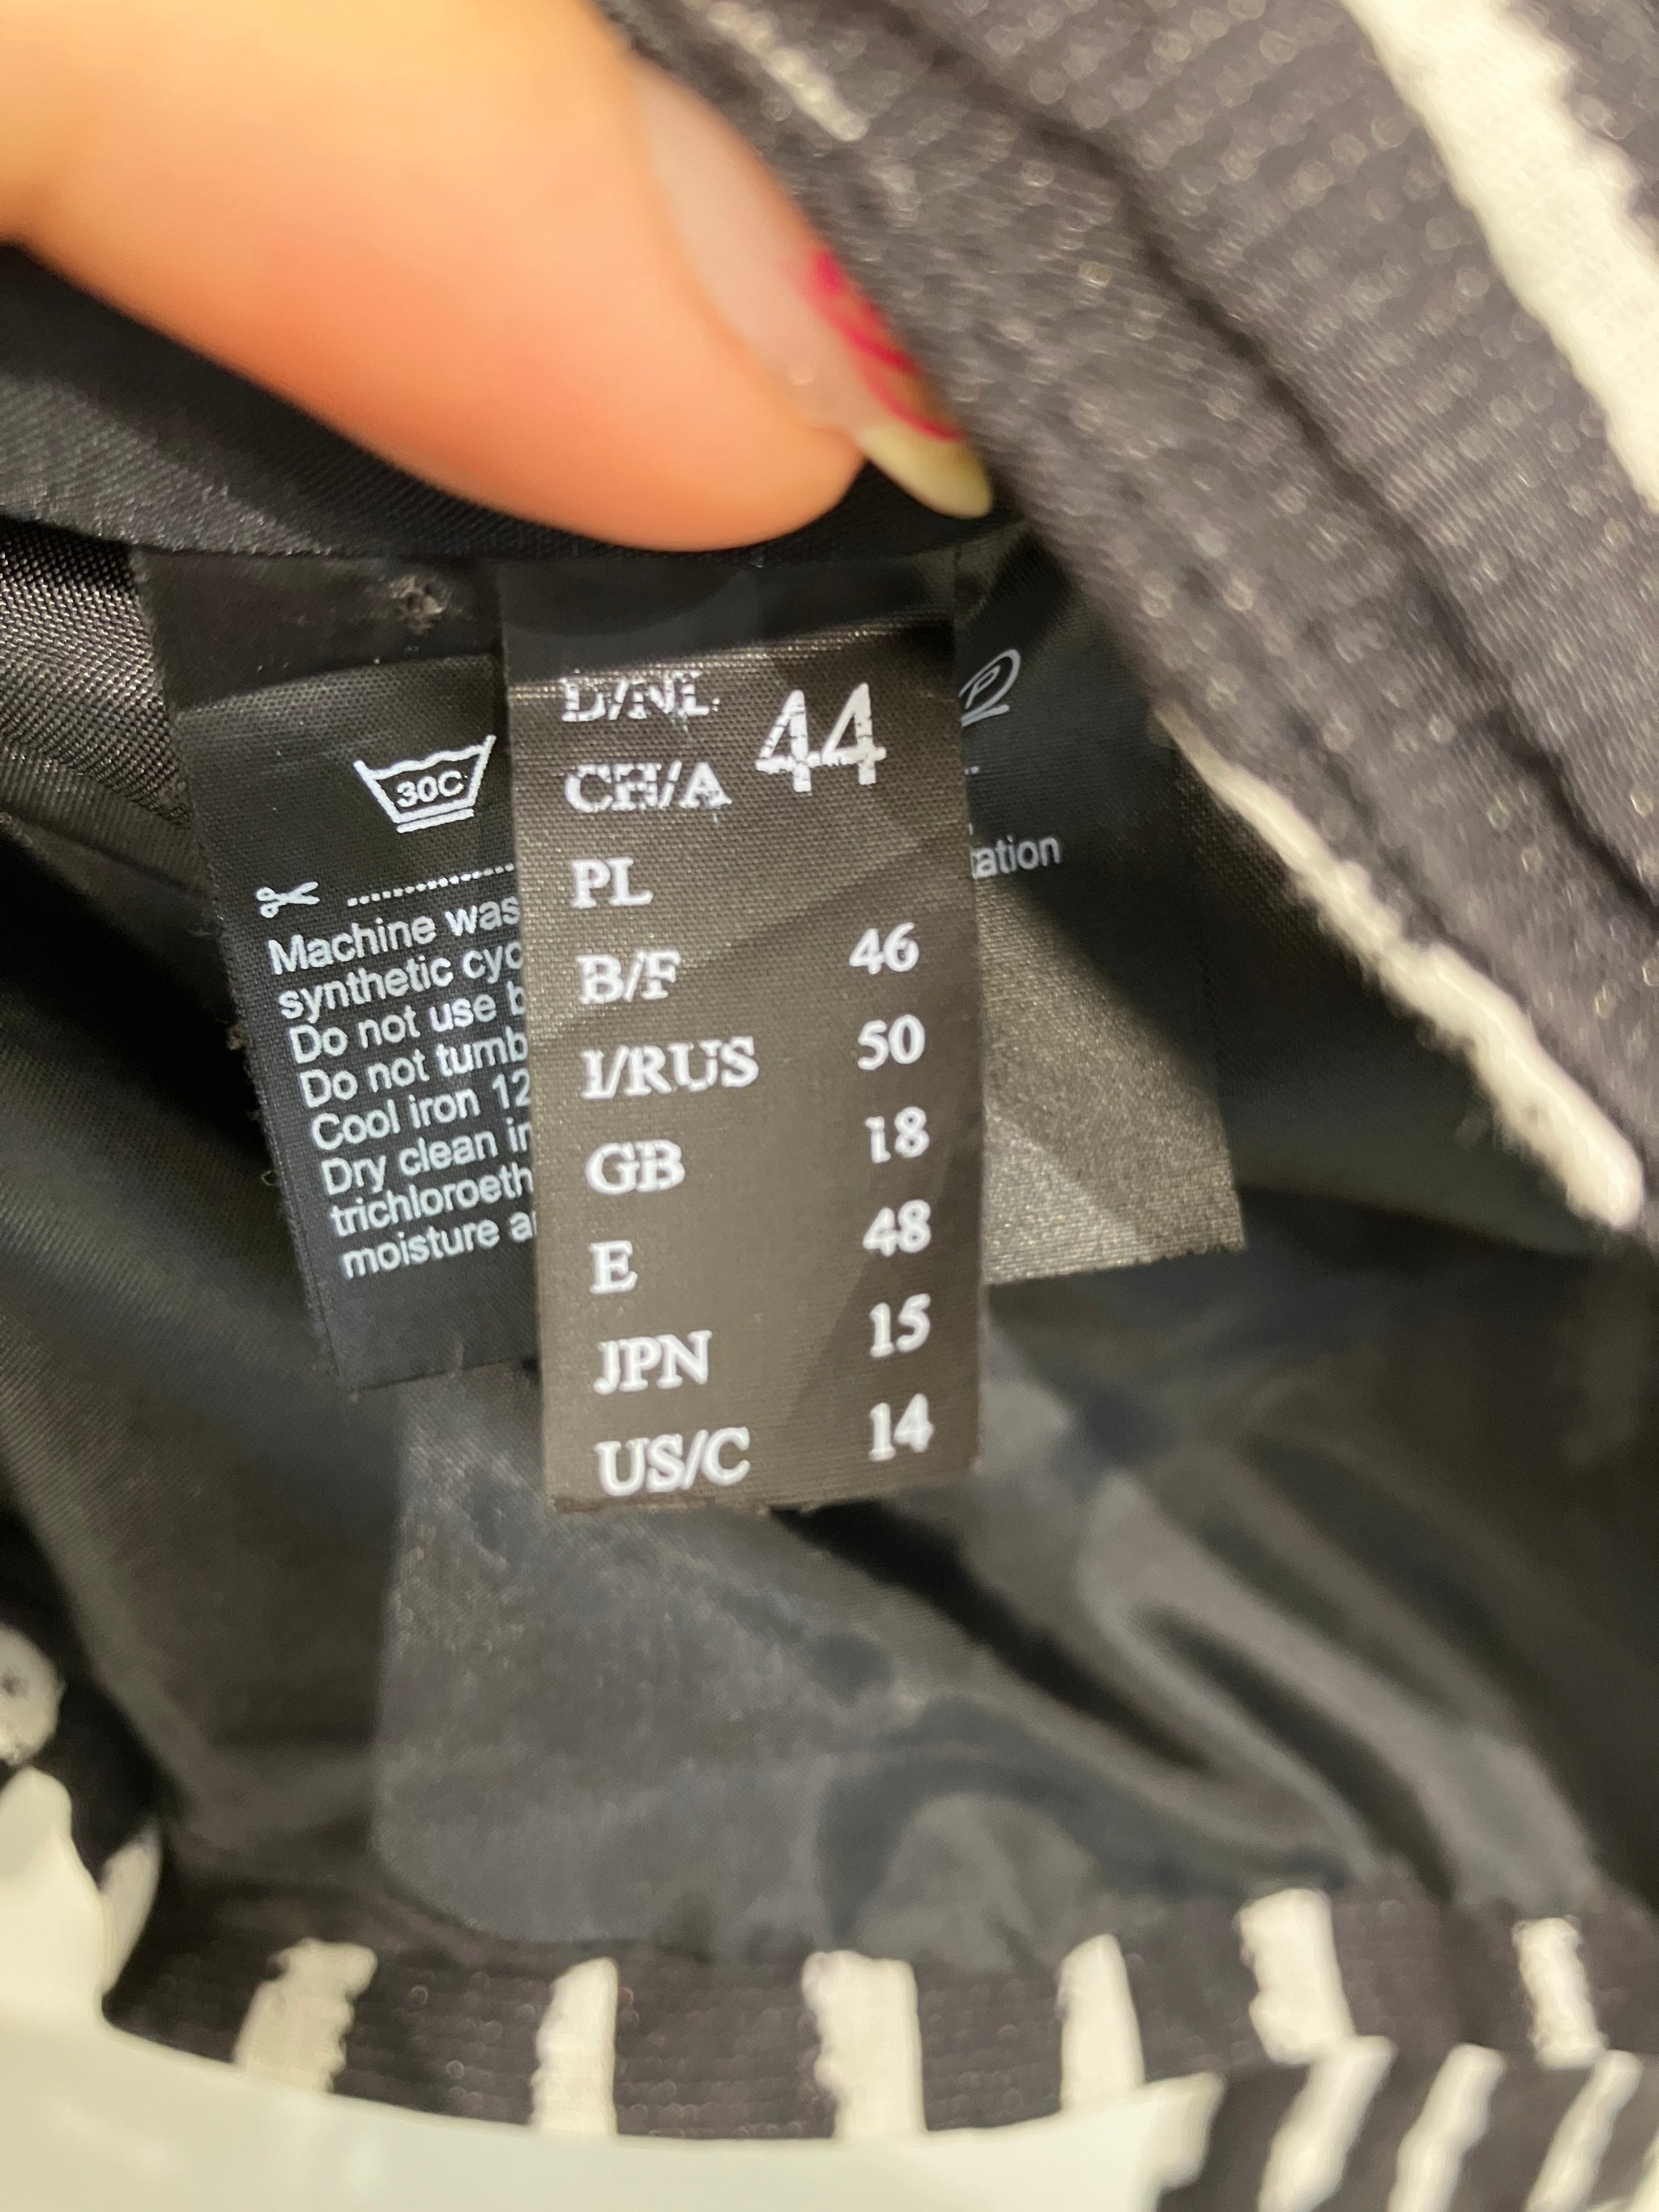 D/NL
CH/A 44
PL
B/F 46
I/RUS 50
GB 18
E 48
JPN 15
US/C 14
30C
Machine was
synthetic cyc
Do not use b
Do not tumb
Cool iron 12
Dry clean in
trichloroeth
moisture a
P
tation